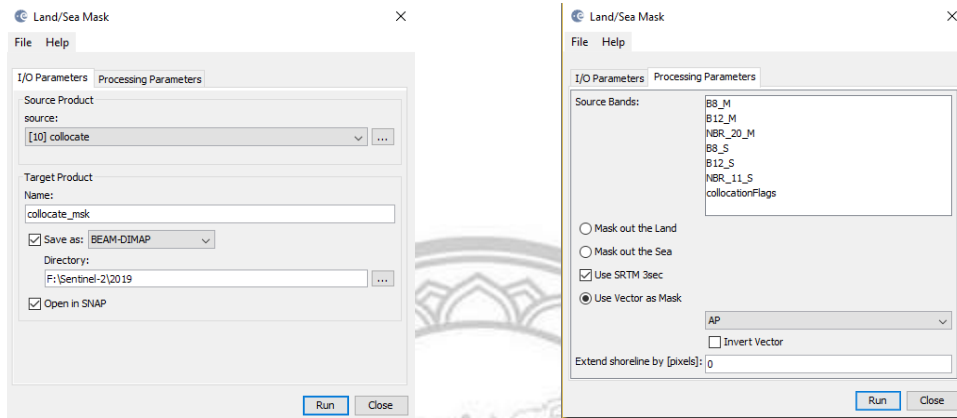 Land/Sea Mask
File Help
I/O Parameters Processing Parameters
Source Product
source:
[10] collocate
...
Target Product
Name:
collocate_msk
Save as: BEAM-DIMAP
Directory:
F:\Sentinel-2\2019
...
Open in SNAP
Run Close
Land/Sea Mask
File Help
I/O Parameters Processing Parameters
Source Bands:
B8_M
B12_M
NBR_20_M
B8_S
B12_S
NBR_11_S
collocationFlags
Mask out the Land
Mask out the Sea
Use SRTM 3sec
Use Vector as Mask
AP
Invert Vector
Extend shoreline by [pixels]: 0
Run Close